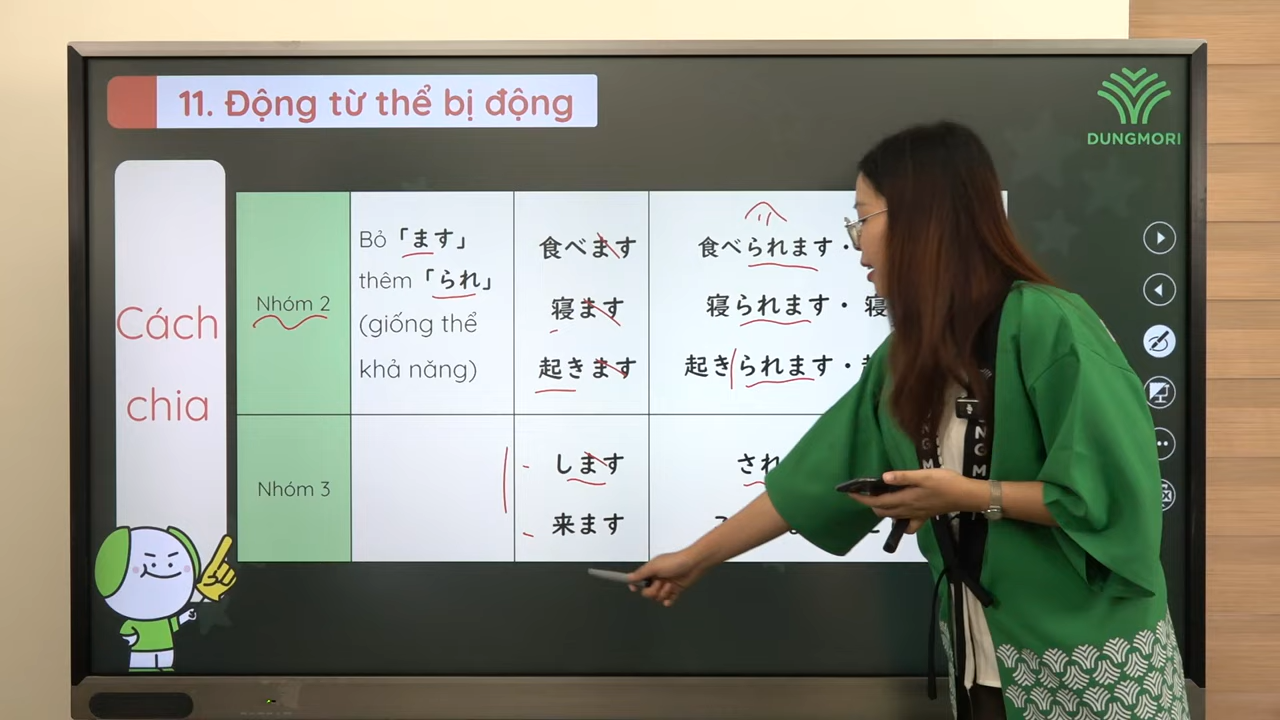 11. Động từ thể bị động
DUNGMORI
Cách
chia
Nhóm 2
Bỏ「ます」
thêm「られ」
(giống thể
khả năng)
食べます
食べられます・
寝ます
寝られます・ 寝
起きます
起きられます・
Nhóm 3
します
され
来ます